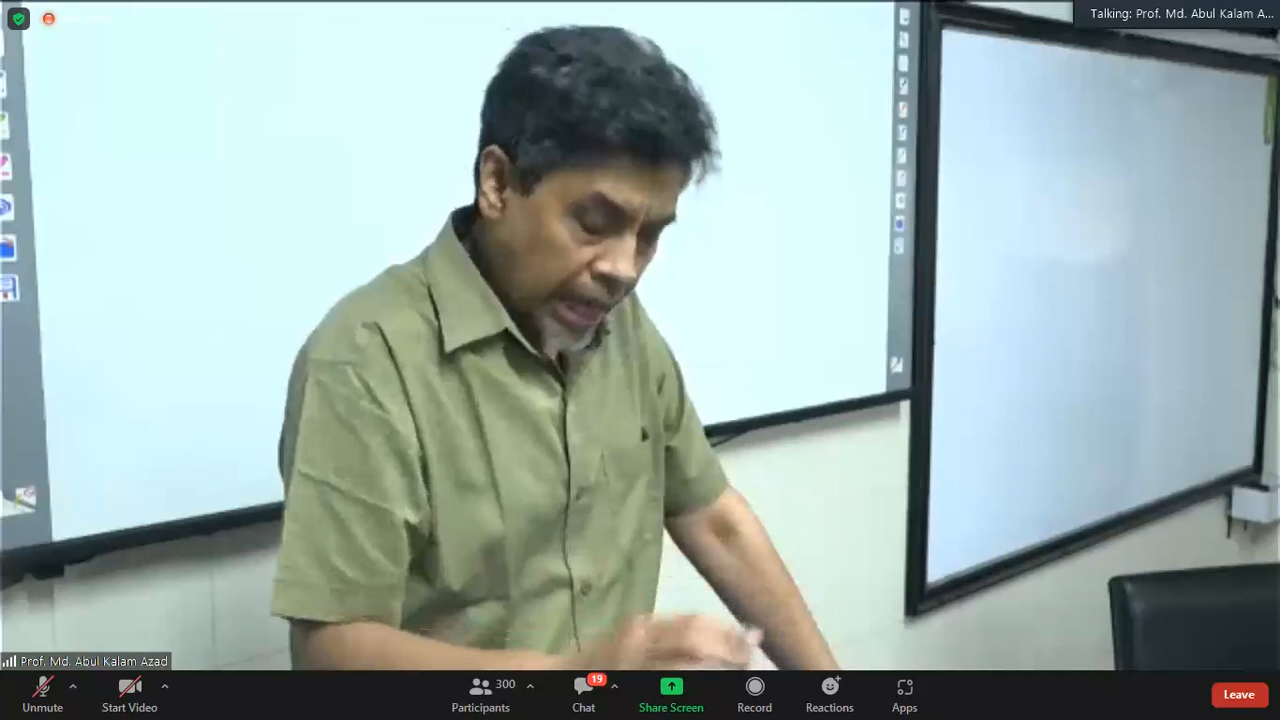 Talking: Prof. Md. Abul Kalam A...
Prof. Md. Abul Kalam Azad
300
19
Unmute
Start Video
Participants
Chat
Share Screen
Record
Reactions
Apps
Leave